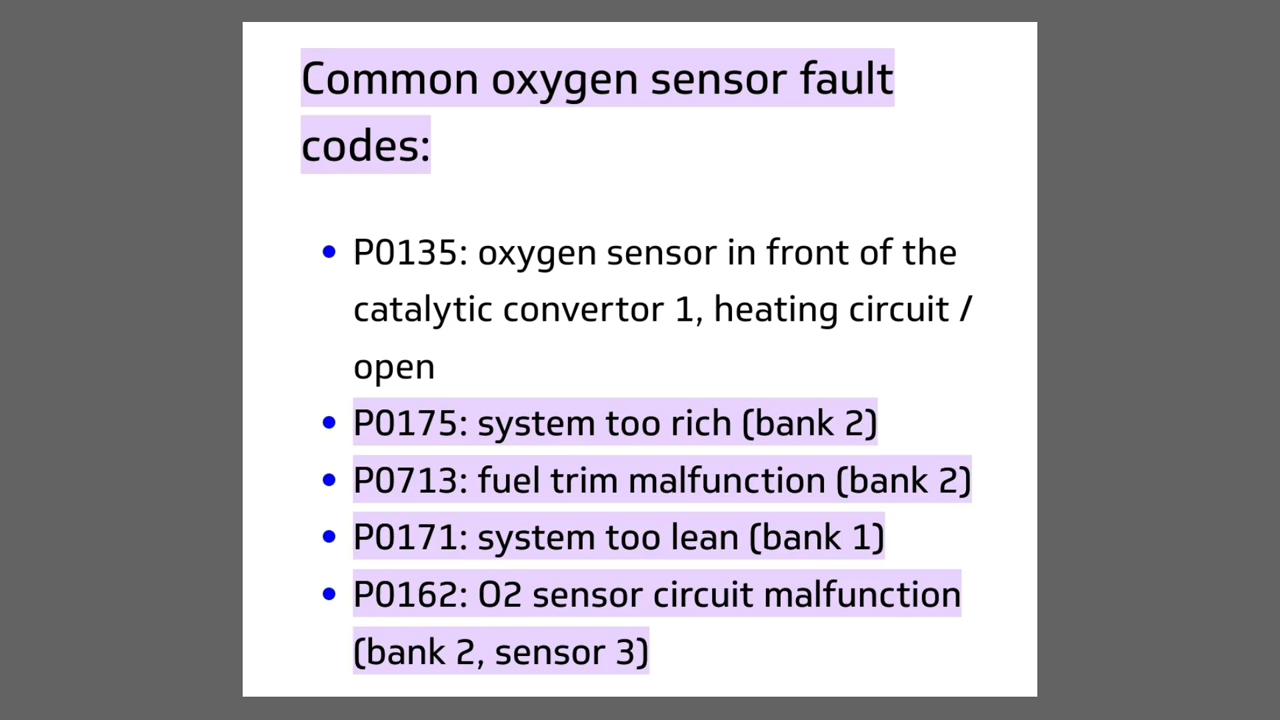 Common oxygen sensor fault
codes:
• P0135: oxygen sensor in front of the
catalytic convertor 1, heating circuit /
open
• P0175: system too rich (bank 2)
• P0713: fuel trim malfunction (bank 2)
• P0171: system too lean (bank 1)
• P0162: O2 sensor circuit malfunction
(bank 2, sensor 3)